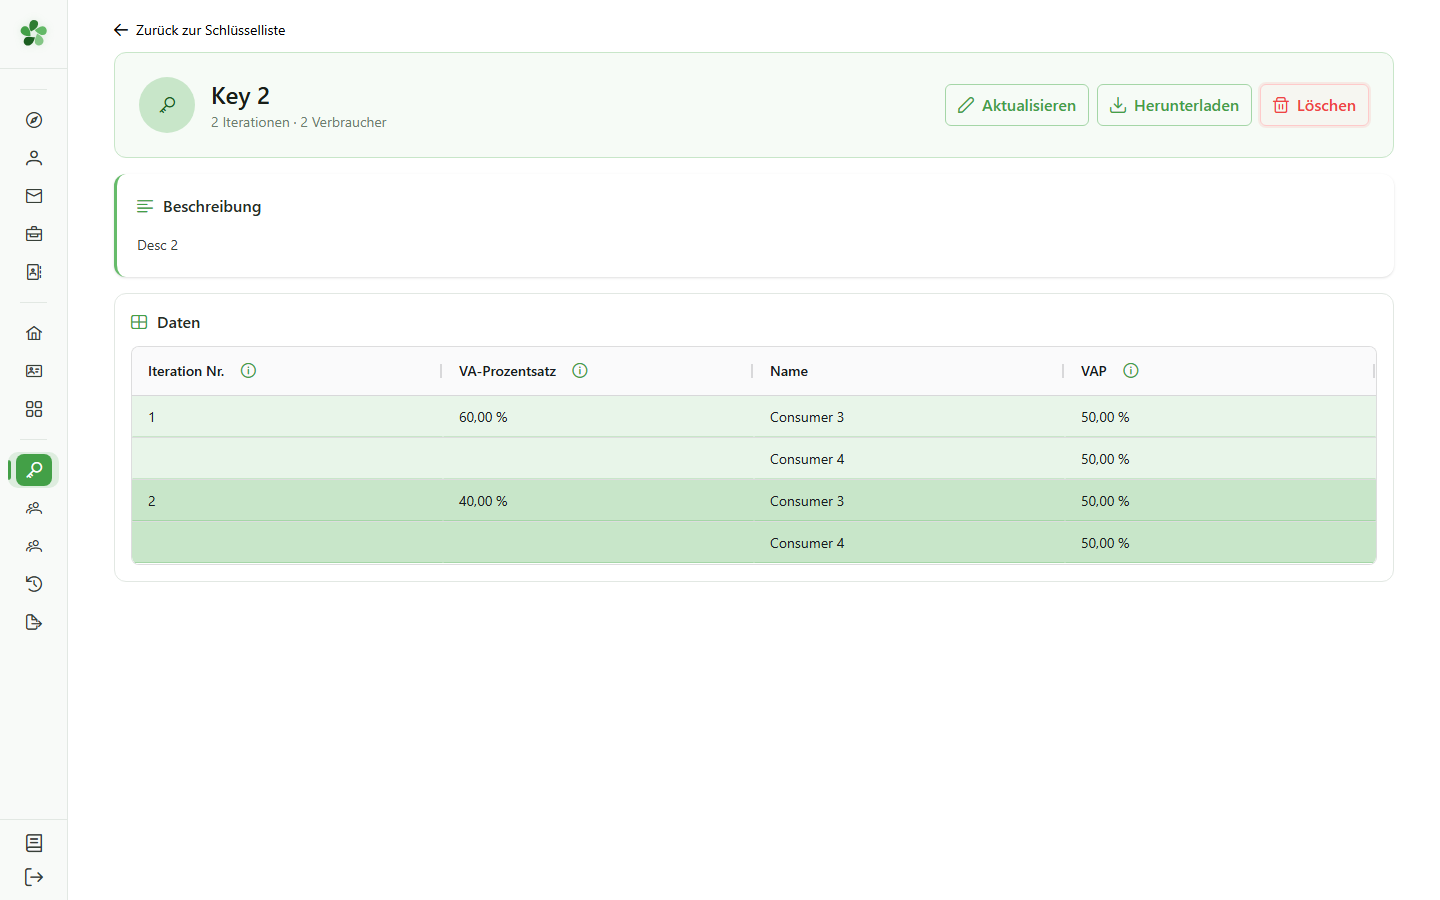 Zurück zur Schlüsselliste
Key 2
2 Iterationen · 2 Verbraucher
Aktualisieren
Herunterladen
Löschen
Beschreibung
Desc 2
Daten
Iteration Nr. VA-Prozentsatz Name VAP
1 60,00 % Consumer 3 50,00 %
Consumer 4 50,00 %
2 40,00 % Consumer 3 50,00 %
Consumer 4 50,00 %